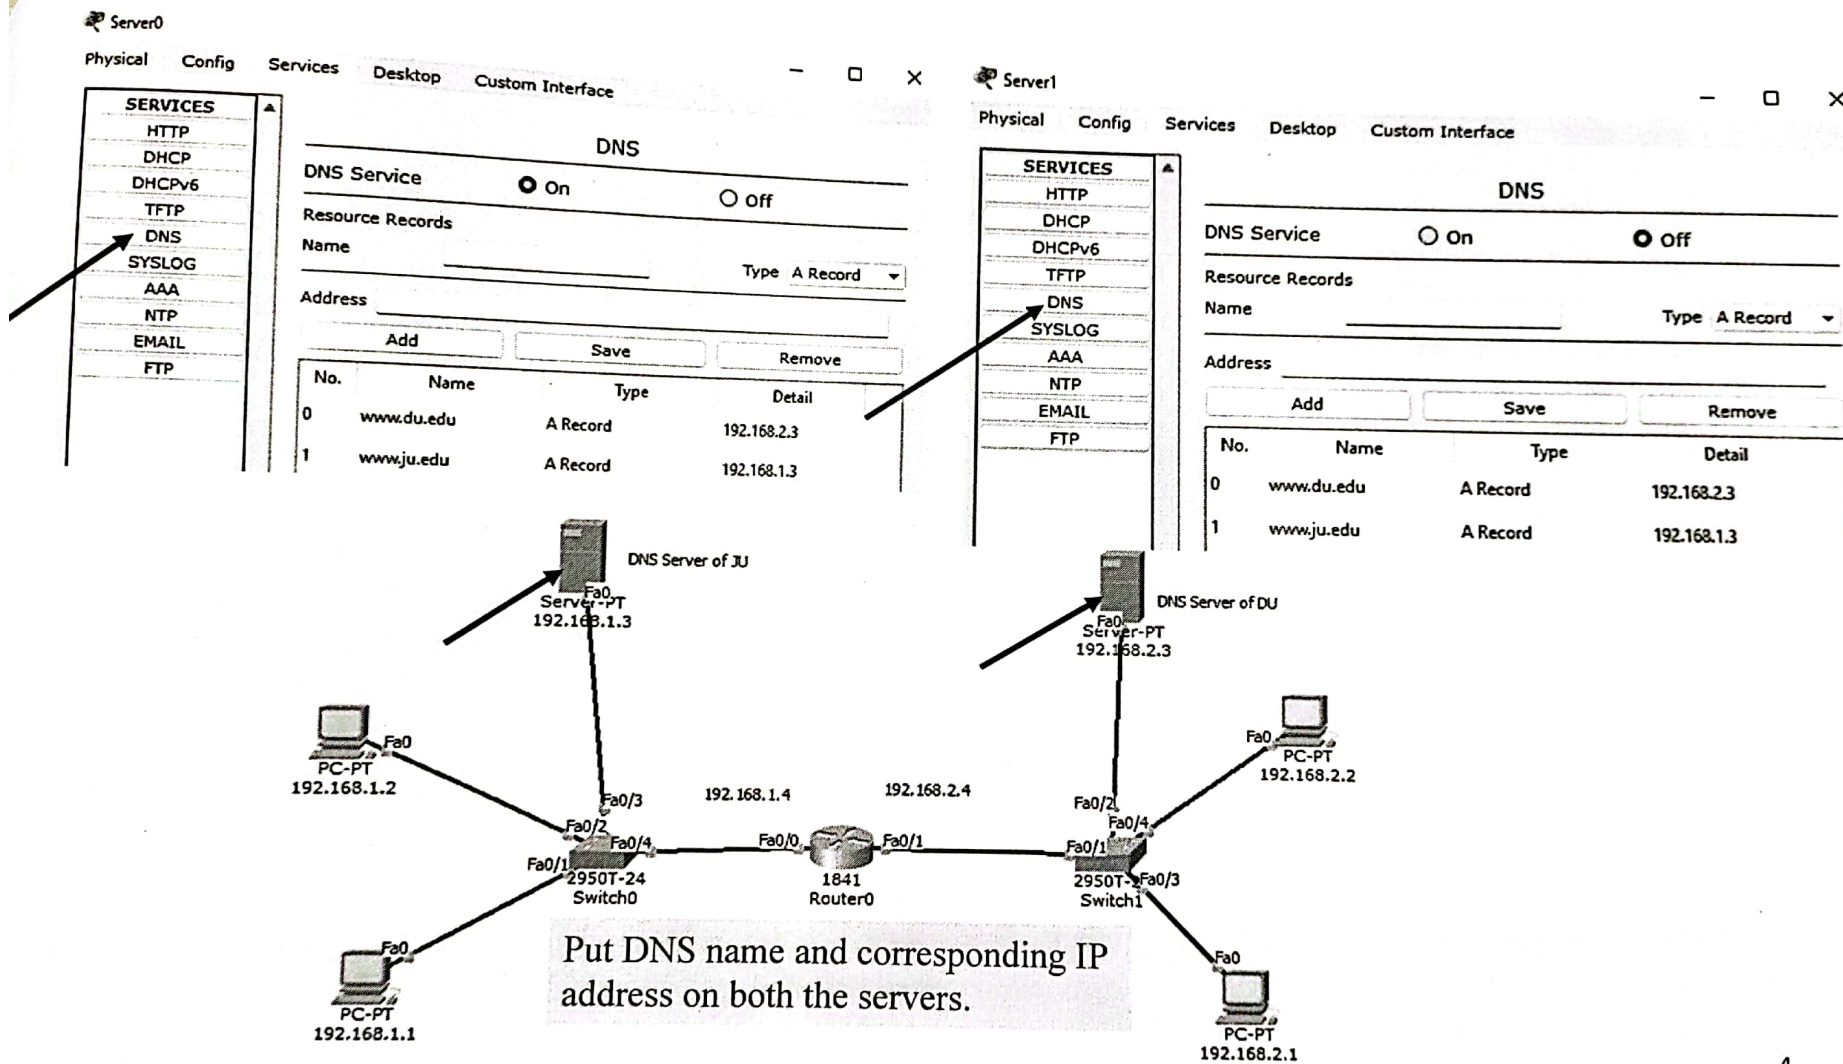 Server0
Physical Config Services Desktop Custom Interface
SERVICES
HTTP
DHCP
DHCPv6
TFTP
DNS
SYSLOG
AAA
NTP
EMAIL
FTP
DNS
DNS Service On Off
Resource Records
Name Type A Record
Address
Add Save Remove
No. Name Type Detail
0 www.du.edu A Record 192.168.2.3
1 www.ju.edu A Record 192.168.1.3
Server1
Physical Config Services Desktop Custom Interface
SERVICES
HTTP
DHCP
DHCPv6
TFTP
DNS
SYSLOG
AAA
NTP
EMAIL
FTP
DNS
DNS Service On Off
Resource Records
Name Type A Record
Address
Add Save Remove
No. Name Type Detail
0 www.du.edu A Record 192.168.2.3
1 www.ju.edu A Record 192.168.1.3
DNS Server of JU
Fa0
Server-PT
192.168.1.3
DNS Server of DU
Fa0
Server-PT
192.168.2.3
Fa0
PC-PT
192.168.1.2
Fa0
PC-PT
192.168.2.2
Fa0/3
192.168.1.4
192.168.2.4
Fa0/2
Fa0/2
Fa0/4
Fa0/1
Fa0/4
Fa0/0
Fa0/1
Fa0/1
Fa0/3
2950T-24
Switch0
1841
Router0
2950T-2
Switch1
Fa0
PC-PT
192.168.1.1
Put DNS name and corresponding IP
address on both the servers.
Fa0
PC-PT
192.168.2.1